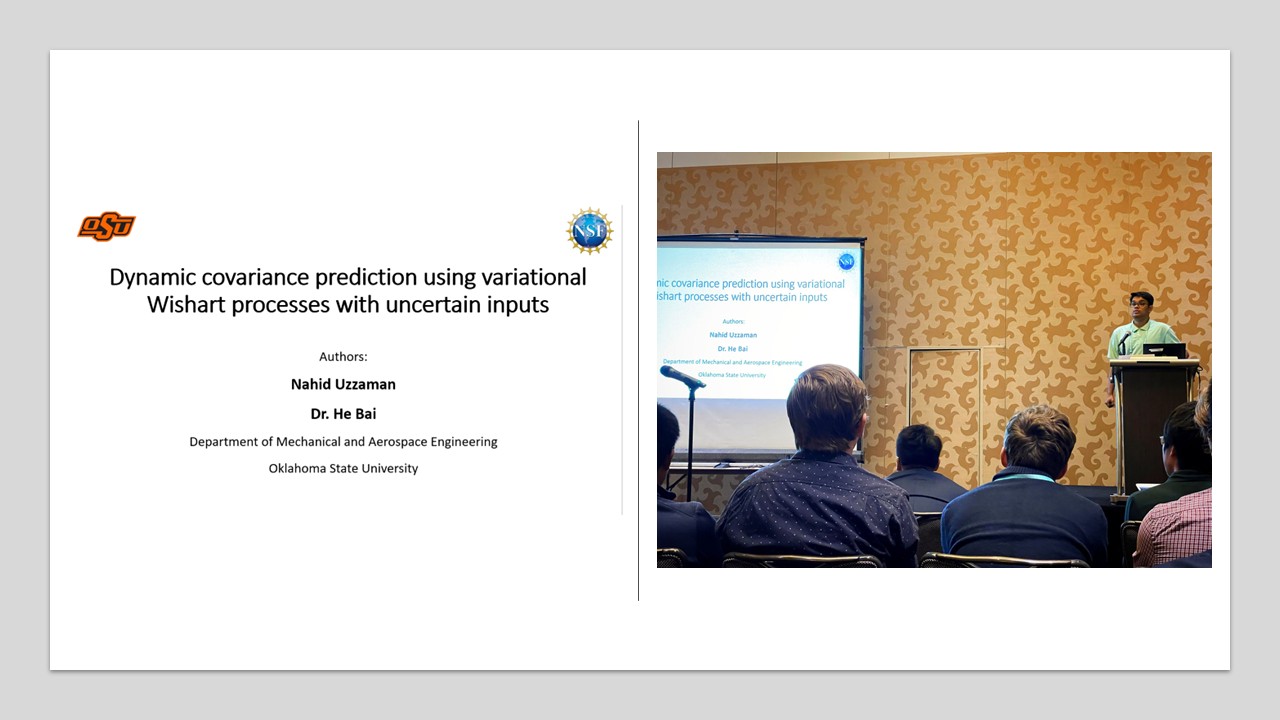 OSU
NSF
Dynamic covariance prediction using variational
Wishart processes with uncertain inputs
Authors:
Nahid Uzzaman
Dr. He Bai
Department of Mechanical and Aerospace Engineering
Oklahoma State University
NSF
nic covariance prediction using variational
ishart processes with uncertain inputs
Authors:
Nahid Uzzaman
Dr. He Bai
Department of Mechanical and Aerospace Engineering
Oklahoma State University